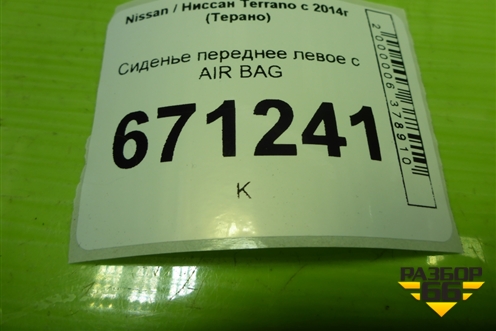 Nissan / Ниссан Terrano с 2014г
(Терано)
Сиденье переднее левое с
AIR BAG
671241
К
2000006378910
РАЗБОР
66